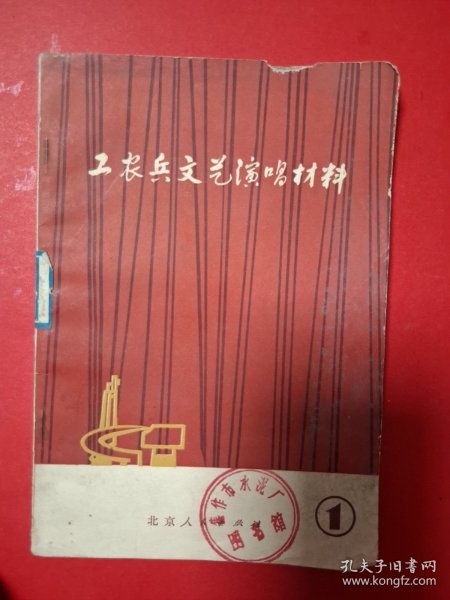 工农兵文艺演唱材料
北京人
焦作市水泥厂
图书馆
1
孔夫子旧书网
www.kongfz.com